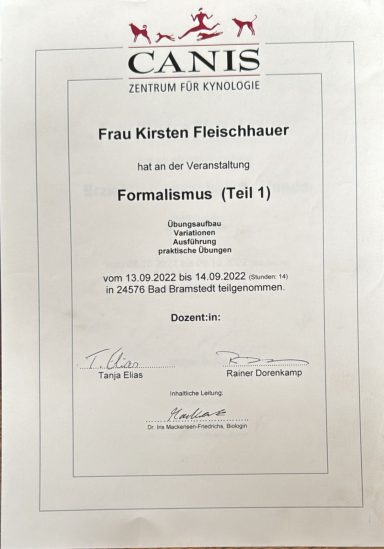 CANIS
ZENTRUM FÜR KYNOLOGIE
Frau Kirsten Fleischhauer
hat an der Veranstaltung
Formalismus (Teil 1)
Übungsaufbau
Variationen
Ausführung
praktische Übungen
vom 13.09.2022 bis 14.09.2022 (Stunden: 14)
in 24576 Bad Bramstedt teilgenommen.
Dozent:in:
T. Elias
Tanja Elias
Rainer Dorenkamp
Inhaltliche Leitung:
Dr. Iris Mackensen-Friedrichs, Biologin